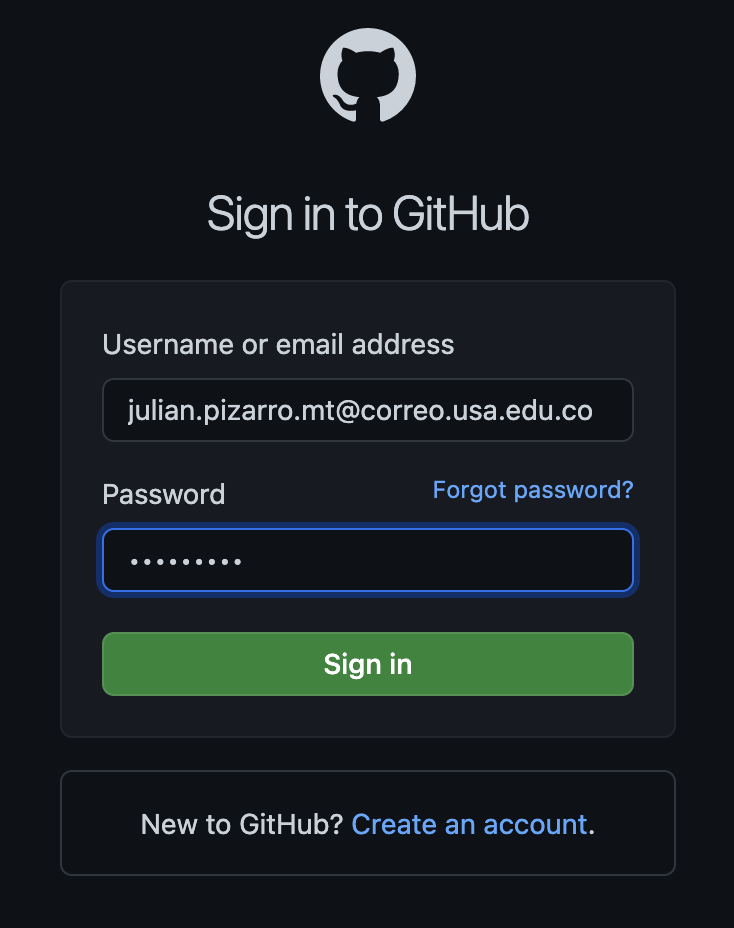 Sign in to GitHub
Username or email address
julian.pizarro.mt@correo.usa.edu.co
Password Forgot password?
•••••••••
Sign in
New to GitHub? Create an account.